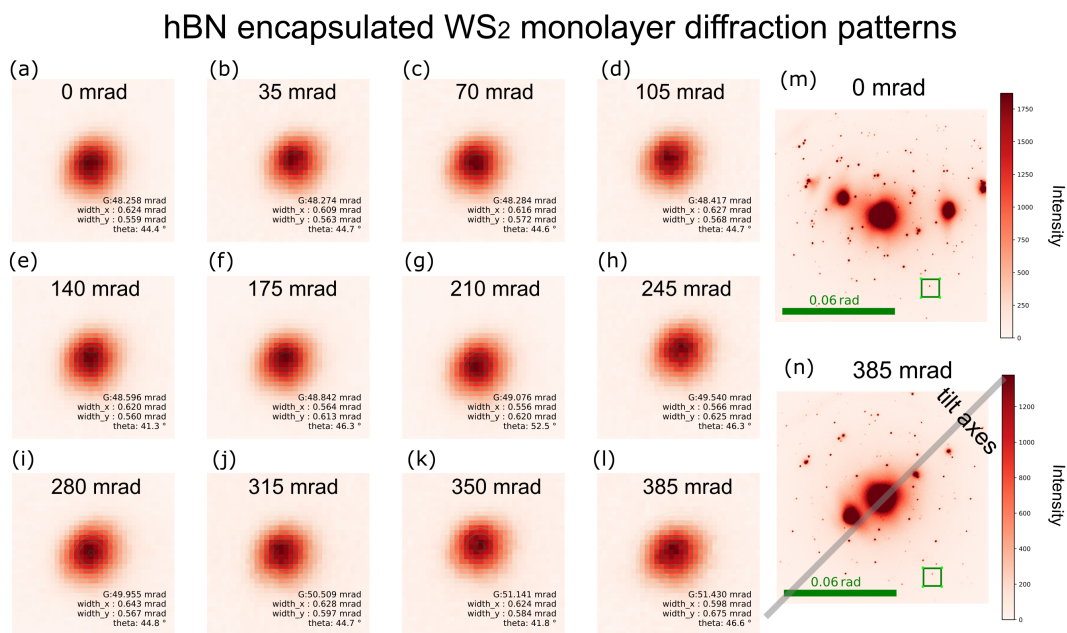 hBN encapsulated WS2 monolayer diffraction patterns
(a)
0 mrad
G:48.258 mrad
width_x : 0.624 mrad
width_y : 0.559 mrad
theta: 44.4 °
(b)
35 mrad
G:48.274 mrad
width_x : 0.609 mrad
width_y : 0.563 mrad
theta: 44.7 °
(c)
70 mrad
G:48.284 mrad
width_x : 0.616 mrad
width_y : 0.572 mrad
theta: 44.6 °
(d)
105 mrad
G:48.417 mrad
width_x : 0.627 mrad
width_y : 0.568 mrad
theta: 44.7 °
(e)
140 mrad
G:48.596 mrad
width_x : 0.620 mrad
width_y : 0.560 mrad
theta: 41.3 °
(f)
175 mrad
G:48.842 mrad
width_x : 0.564 mrad
width_y : 0.613 mrad
theta: 46.3 °
(g)
210 mrad
G:49.076 mrad
width_x : 0.556 mrad
width_y : 0.620 mrad
theta: 52.5 °
(h)
245 mrad
G:49.540 mrad
width_x : 0.566 mrad
width_y : 0.625 mrad
theta: 46.3 °
(i)
280 mrad
G:49.955 mrad
width_x : 0.643 mrad
width_y : 0.567 mrad
theta: 44.8 °
(j)
315 mrad
G:50.509 mrad
width_x : 0.628 mrad
width_y : 0.597 mrad
theta: 44.7 °
(k)
350 mrad
G:51.141 mrad
width_x : 0.624 mrad
width_y : 0.584 mrad
theta: 41.8 °
(l)
385 mrad
G:51.430 mrad
width_x : 0.598 mrad
width_y : 0.675 mrad
theta: 46.6 °
(m)
0 mrad
0.06 rad
1750
1500
1250
1000
750
500
250
0
Intensity
(n)
385 mrad
tilt axes
0.06 rad
1200
1000
800
600
400
200
0
Intensity